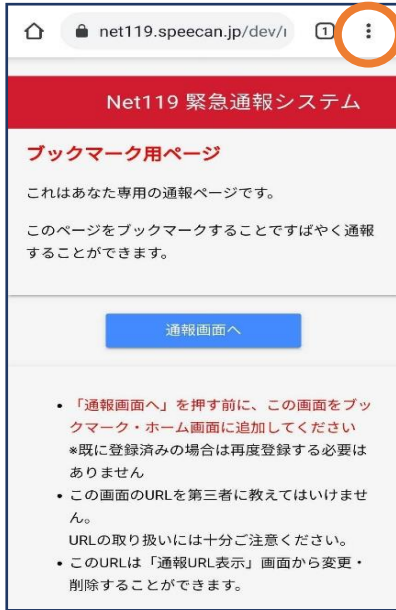 net119.speecan.jp/dev/
1
Net119 緊急通報システム
ブックマーク用ページ
これはあなた専用の通報ページです。
このページをブックマークすることですばやく通報
することができます。
通報画面へ
• 「通報画面へ」を押す前に、この画面をブッ
クマーク・ホーム画面に追加してください
*既に登録済みの場合は再度登録する必要は
ありません
• この画面のURLを第三者に教えてはいけませ
ん。
URLの取り扱いには十分ご注意ください。
• このURLは「通報URL表示」画面から変更・
削除することができます。